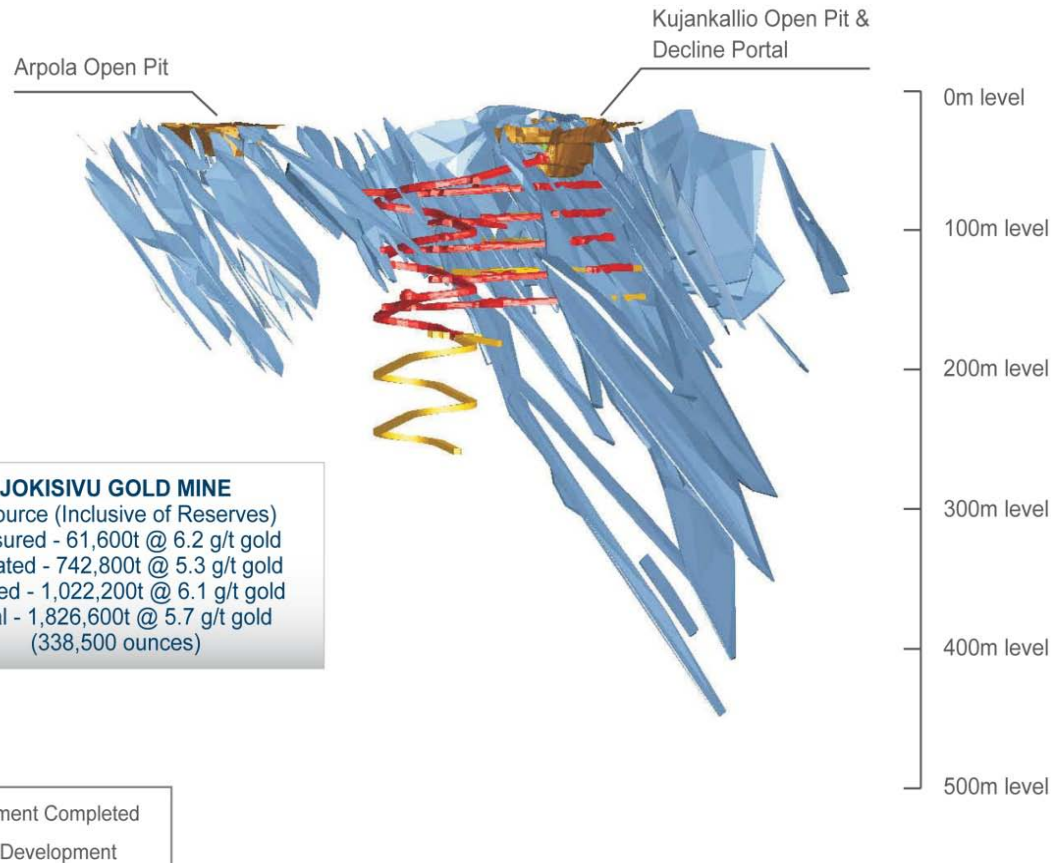 Kujankallio Open Pit &
Decline Portal
Arpola Open Pit
0m level
100m level
200m level
300m level
400m level
500m level
JOKISIVU GOLD MINE
ource (Inclusive of Reserves)
sured - 61,600t @ 6.2 g/t gold
ated - 742,800t @ 5.3 g/t gold
ed - 1,022,200t @ 6.1 g/t gold
al - 1,826,600t @ 5.7 g/t gold
(338,500 ounces)
ment Completed
Development